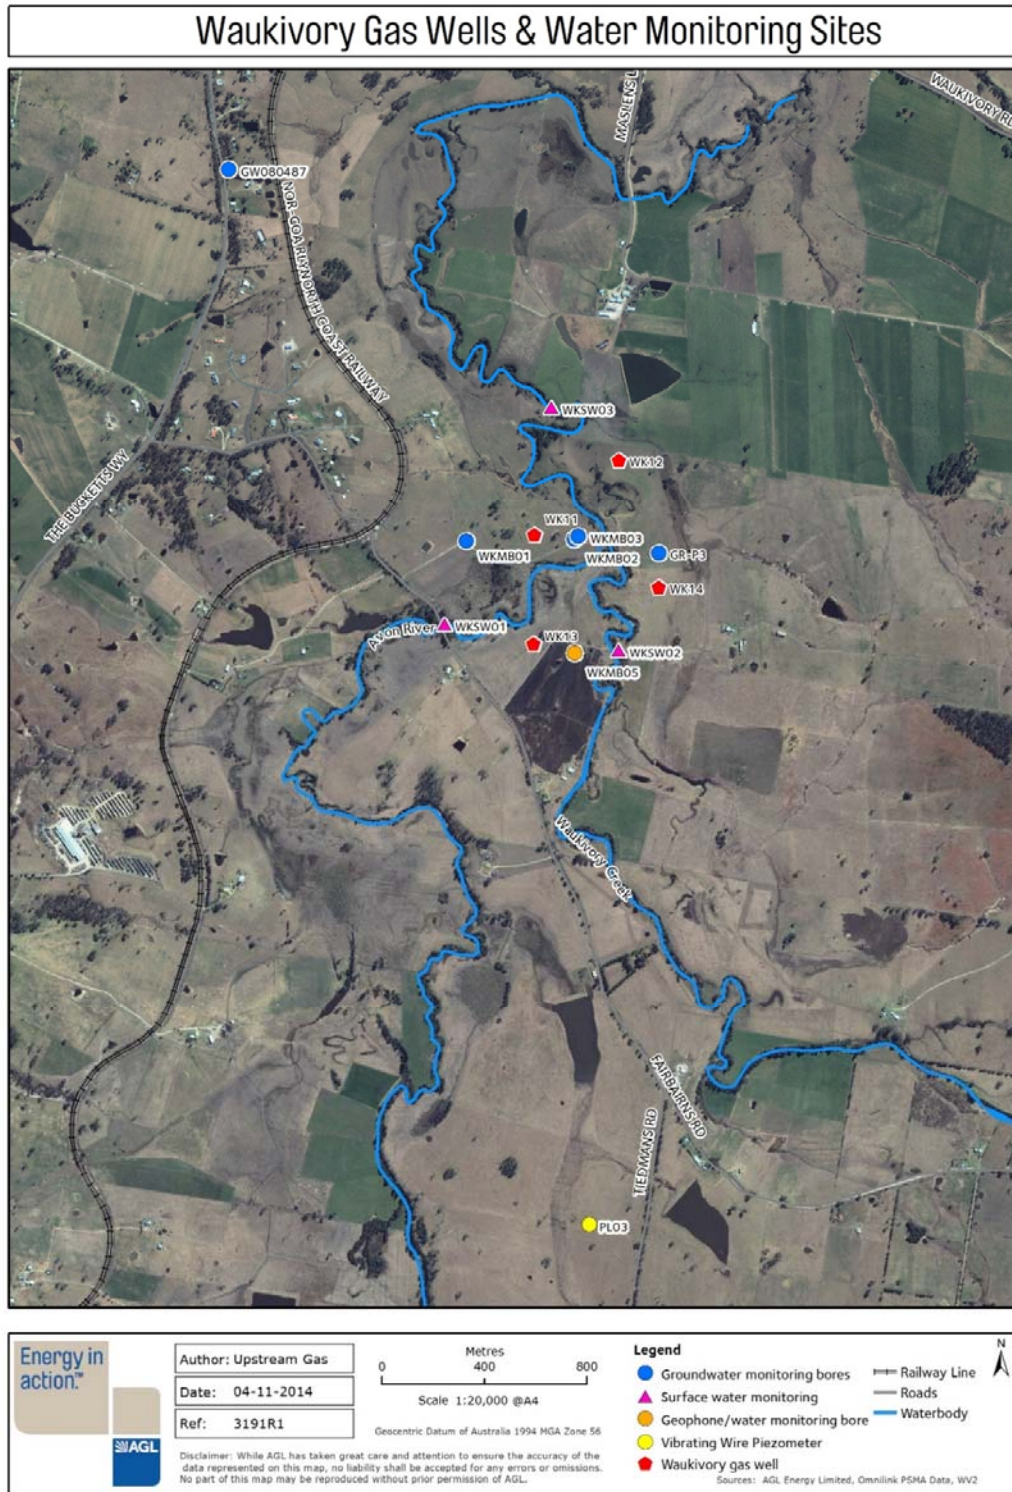 Waukivory Gas Wells & Water Monitoring Sites
MASLENS L
WAUKIVORY RD
GW080487
NOR-GOARLYNORTH COAST RAILWAY
WKSW03
THE BUCKETTS WY
WK12
WK11
WKMB03
WKMB01
WKMB02
GR-P3
WK14
Avon River
WKSW01
WK13
WKSW02
WKMB05
Waukivory Creek
FAIRBAIRNS RD
TIEDMANS RD
PL03
Energy in
action.™
AGL
Author: Upstream Gas
Date: 04-11-2014
Ref: 3191R1
Metres
0 400 800
Scale 1:20,000 @A4
Geocentric Datum of Australia 1994 MGA Zone 56
Disclaimer: While AGL has taken great care and attention to ensure the accuracy of the
data represented on this map, no liability shall be accepted for any errors or omissions.
No part of this map may be reproduced without prior permission of AGL.
Legend
Groundwater monitoring bores
Surface water monitoring
Geophone/water monitoring bore
Vibrating Wire Piezometer
Waukivory gas well
Railway Line
Roads
Waterbody
N
Sources: AGL Energy Limited, Omnilink PSMA Data, WV2